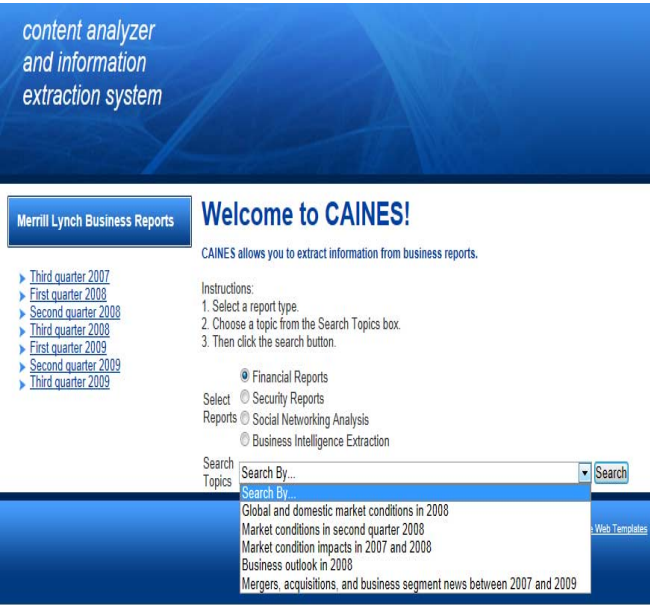 content analyzer
and information
extraction system
Merrill Lynch Business Reports
Third quarter 2007
First quarter 2008
Second quarter 2008
Third quarter 2008
First quarter 2009
Second quarter 2009
Third quarter 2009
Welcome to CAINES!
CAINES allows you to extract information from business reports.
Instructions:
1. Select a report type.
2. Choose a topic from the Search Topics box.
3. Then click the search button.
Select
Reports
Financial Reports
Security Reports
Social Networking Analysis
Business Intelligence Extraction
Search
Topics
Search By...
Search
Search By...
Global and domestic market conditions in 2008
Market conditions in second quarter 2008
Market condition impacts in 2007 and 2008
Business outlook in 2008
Mergers, acquisitions, and business segment news between 2007 and 2009
Web Templates